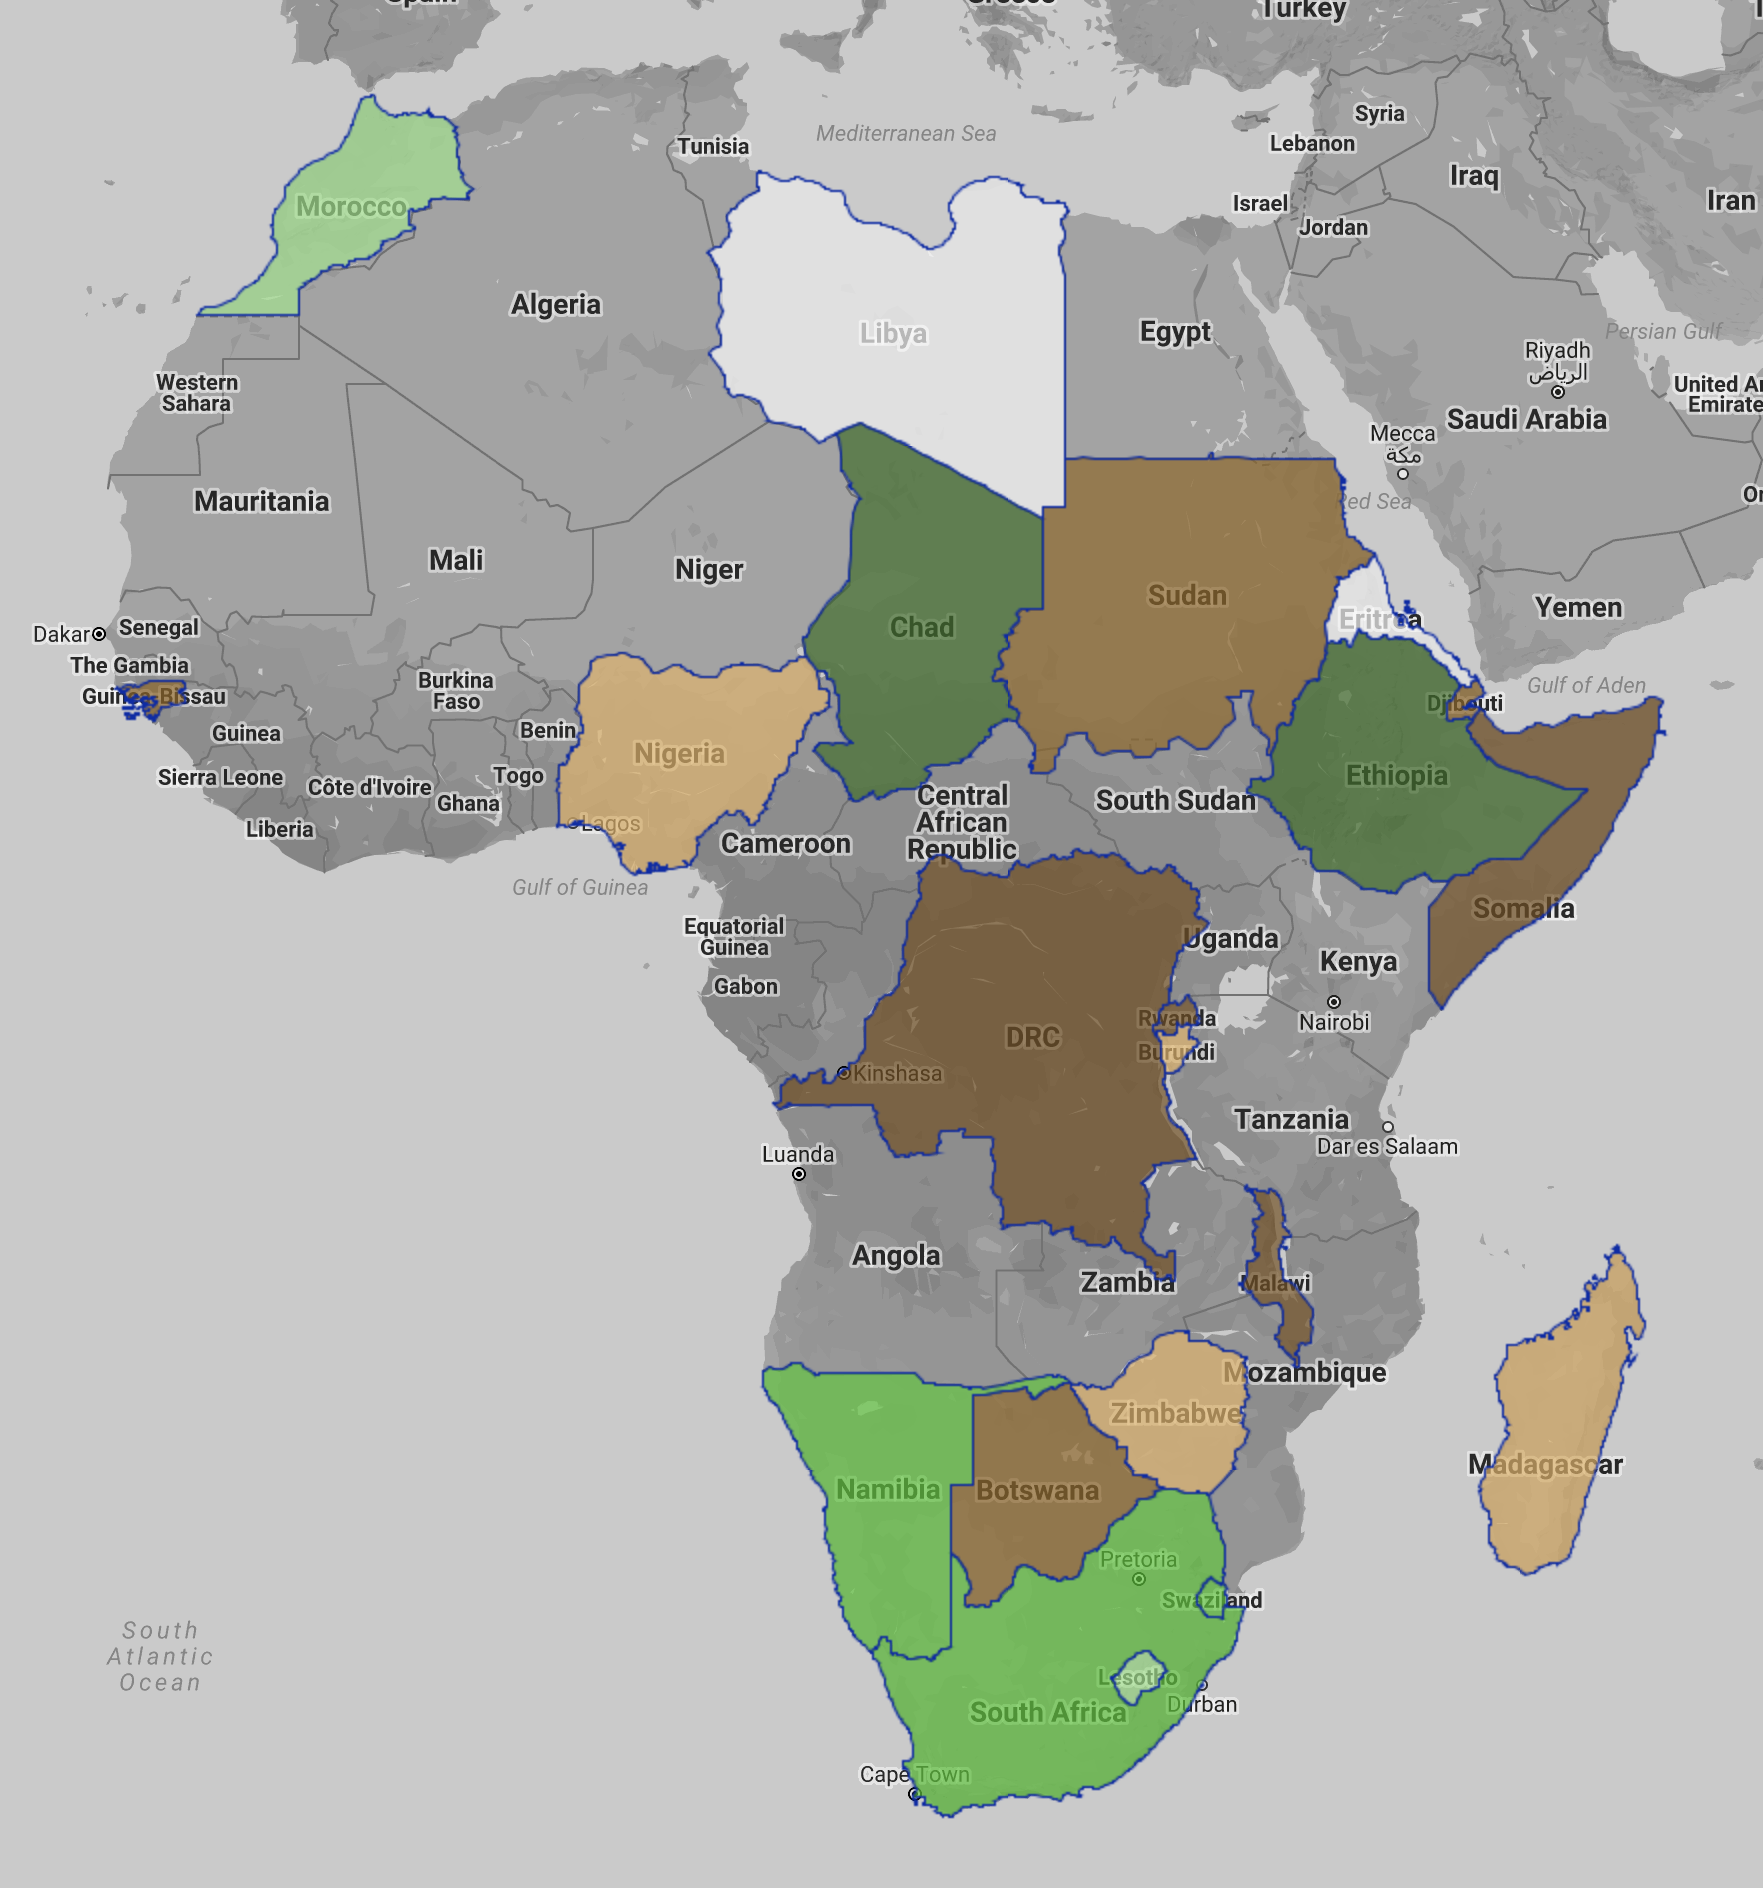 Spain
Greece
Turkey
Syria
Mediterranean Sea
Lebanon
Tunisia
Iraq
Iran
Israel
Morocco
Jordan
Algeria
Libya
Egypt
Persian Gulf
Riyadh
الرياض
Western
Sahara
United Ar
Emirate
Saudi Arabia
Mecca
مكة
Mauritania
Red Sea
Or
Mali
Niger
Sudan
Yemen
Dakar
Senegal
Chad
Eritrea
The Gambia
Burkina
Faso
Gulf of Aden
Guinea-Bissau
Djibouti
Guinea
Benin
Nigeria
Sierra Leone
Côte d'Ivoire
Togo
Ghana
Ethiopia
Central
African
Republic
South Sudan
Liberia
Lagos
Cameroon
Gulf of Guinea
Somalia
Equatorial
Guinea
Uganda
Kenya
Gabon
Rwanda
Nairobi
DRC
Burundi
Kinshasa
Tanzania
Dar es Salaam
Luanda
Angola
Zambia
Malawi
Mozambique
Zimbabwe
Madagascar
Namibia
Botswana
Pretoria
Swaziland
South
Atlantic
Ocean
Lesotho
South Africa
Durban
Cape Town